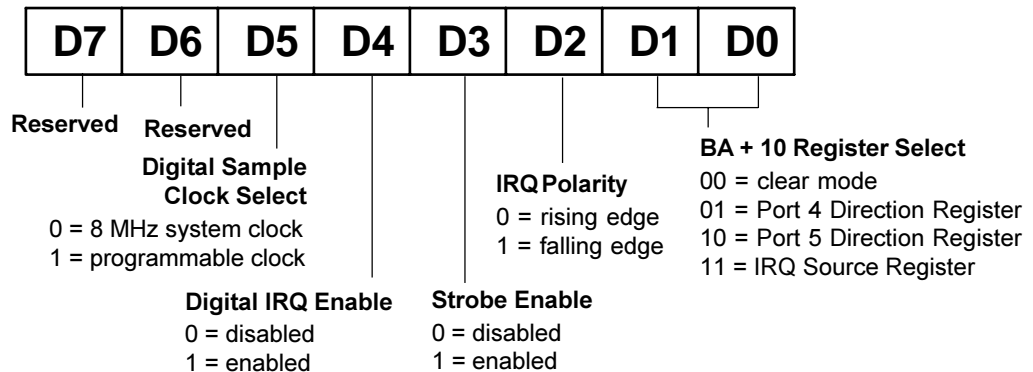 D7 D6 D5 D4 D3 D2 D1 D0
Reserved
Reserved
Digital Sample
Clock Select
0 = 8 MHz system clock
1 = programmable clock
Digital IRQ Enable
0 = disabled
1 = enabled
Strobe Enable
0 = disabled
1 = enabled
IRQ Polarity
0 = rising edge
1 = falling edge
BA + 10 Register Select
00 = clear mode
01 = Port 4 Direction Register
10 = Port 5 Direction Register
11 = IRQ Source Register